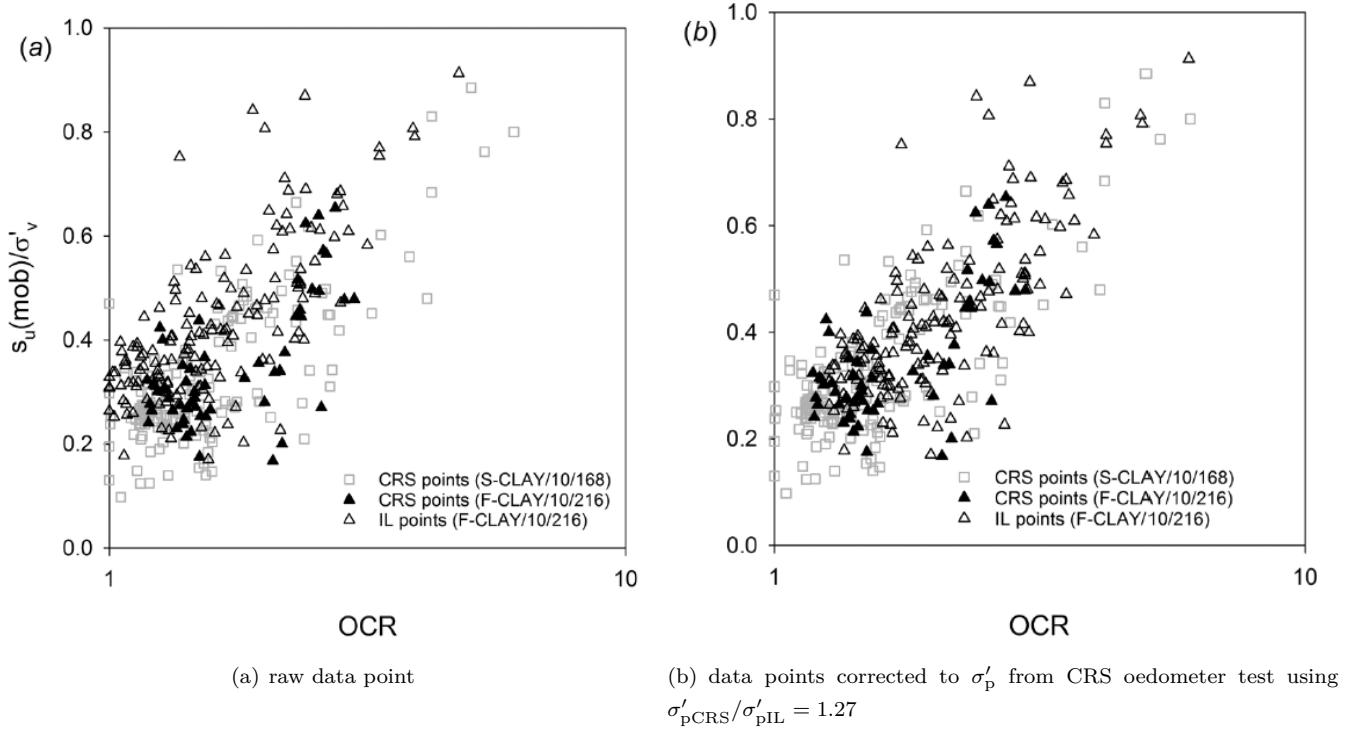 (a)
1.0
0.8
0.6
0.4
0.2
0.0
s_u(mob)/σ'_v
1
10
OCR
CRS points (S-CLAY/10/168)
CRS points (F-CLAY/10/216)
IL points (F-CLAY/10/216)
(a) raw data point
(b)
1.0
0.8
0.6
0.4
0.2
0.0
1
10
OCR
CRS points (S-CLAY/10/168)
CRS points (F-CLAY/10/216)
IL points (F-CLAY/10/216)
(b) data points corrected to σ′p from CRS oedometer test using
σ′pCRS/σ′pIL = 1.27